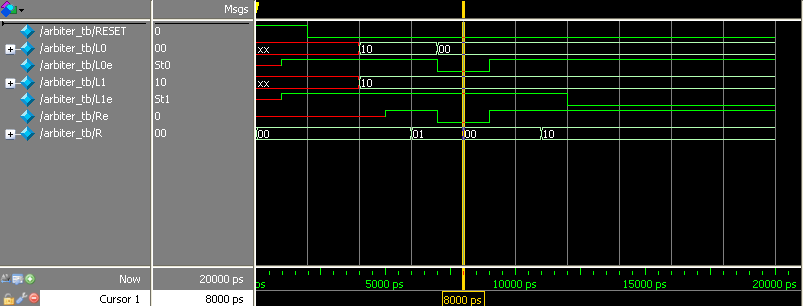 Msgs
/arbiter_tb/RESET 0
/arbiter_tb/L0 00 xx 10 00
/arbiter_tb/L0e St0
/arbiter_tb/L1 10 xx 10
/arbiter_tb/L1e St1
/arbiter_tb/Re 0
/arbiter_tb/R 00 00 01 00 10
Now 20000 ps ps 5000 ps 10000 ps 15000 ps 20000 ps
Cursor 1 8000 ps 8000 ps